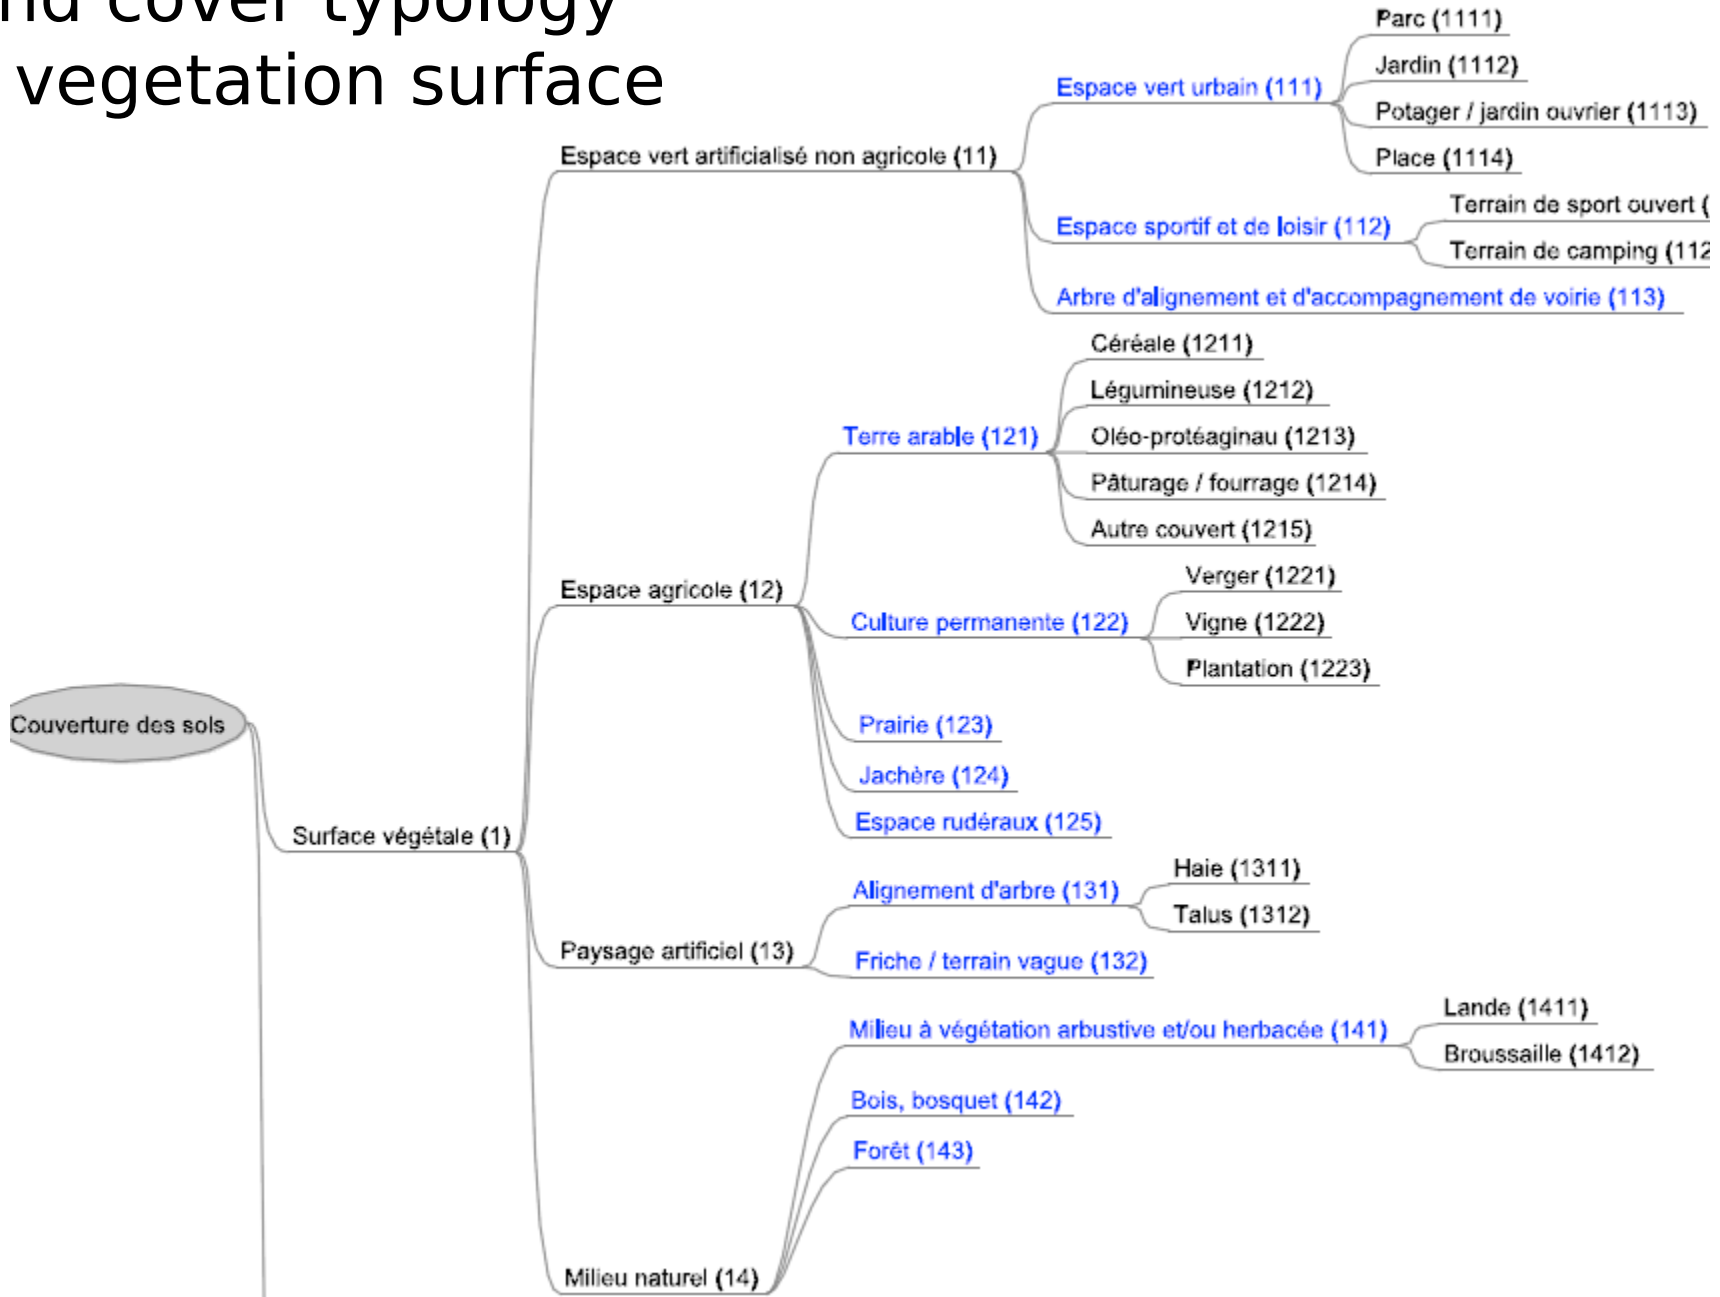 nd cover typology
vegetation surface
Parc (1111)
Jardin (1112)
Espace vert urbain (111)
Potager / jardin ouvrier (1113)
Espace vert artificialisé non agricole (11)
Place (1114)
Terrain de sport ouvert (
Espace sportif et de loisir (112)
Terrain de camping (112
Arbre d'alignement et d'accompagnement de voirie (113)
Céréale (1211)
Légumineuse (1212)
Terre arable (121)
Oléo-protéaginau (1213)
Pâturage / fourrage (1214)
Autre couvert (1215)
Espace agricole (12)
Verger (1221)
Culture permanente (122)
Vigne (1222)
Plantation (1223)
Couverture des sols
Prairie (123)
Jachère (124)
Espace rudéraux (125)
Surface végétale (1)
Haie (1311)
Alignement d'arbre (131)
Talus (1312)
Paysage artificiel (13)
Friche / terrain vague (132)
Lande (1411)
Milieu à végétation arbustive et/ou herbacée (141)
Broussaille (1412)
Bois, bosquet (142)
Forêt (143)
Milieu naturel (14)